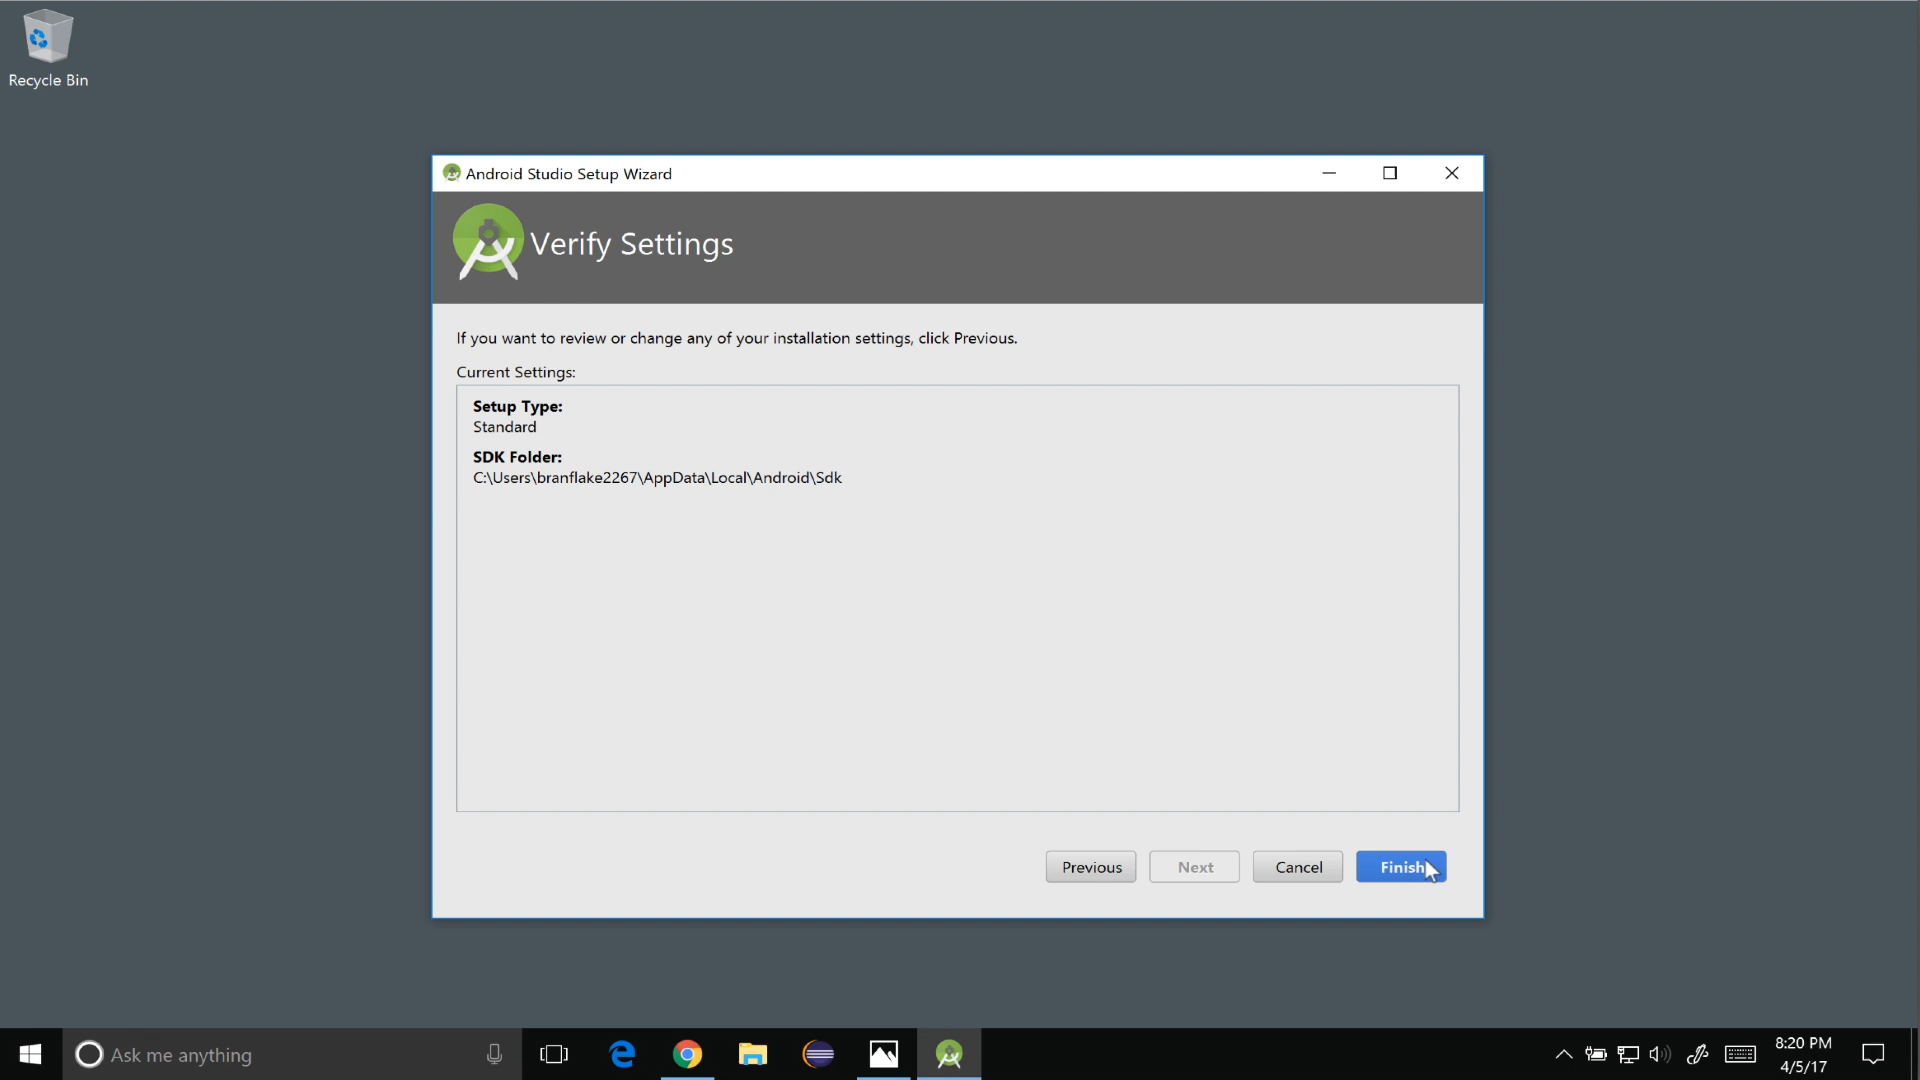 Recycle Bin
Android Studio Setup Wizard
Verify Settings
If you want to review or change any of your installation settings, click Previous.
Current Settings:
Setup Type:
Standard
SDK Folder:
C:\Users\branflake2267\AppData\Local\Android\Sdk
Previous
Next
Cancel
Finish
Ask me anything
8:20 PM
4/5/17